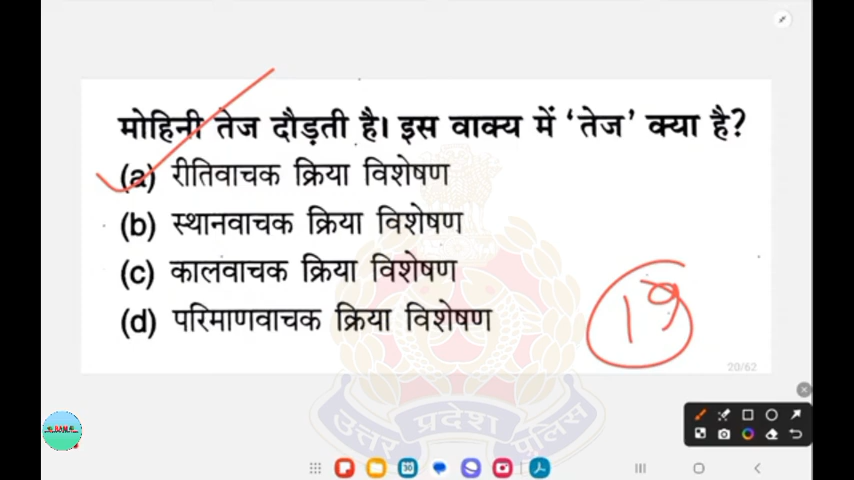 मोहिनी तेज दौड़ती है। इस वाक्य में ‘तेज’ क्या है?
(a) रीतिवाचक क्रिया विशेषण
(b) स्थानवाचक क्रिया विशेषण
(c) कालवाचक क्रिया विशेषण
(d) परिमाणवाचक क्रिया विशेषण
19
20/62
उत्तर प्रदेश पुलिस
30